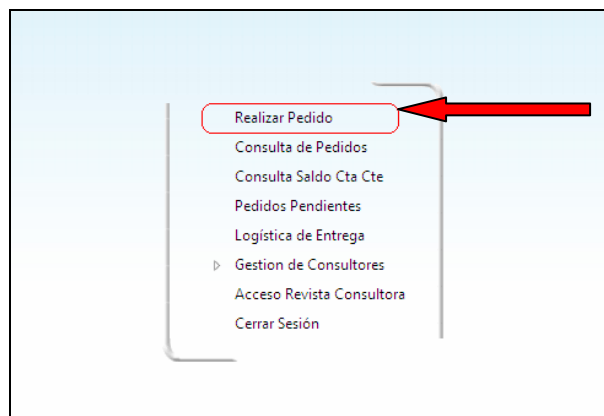 Realizar Pedido
Consulta de Pedidos
Consulta Saldo Cta Cte
Pedidos Pendientes
Logística de Entrega
Gestion de Consultores
Acceso Revista Consultora
Cerrar Sesión